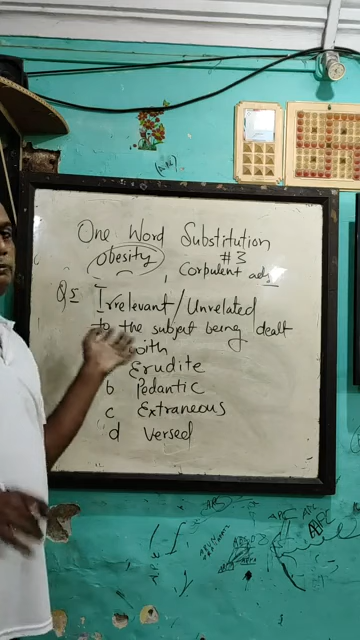 One Word Substitution
#3
obesity, Corpulent adj
Q5 Irrelevant/Unrelated
to the subject being dealt
with
Erudite
b Pedantic
c Extraneous
d Versed